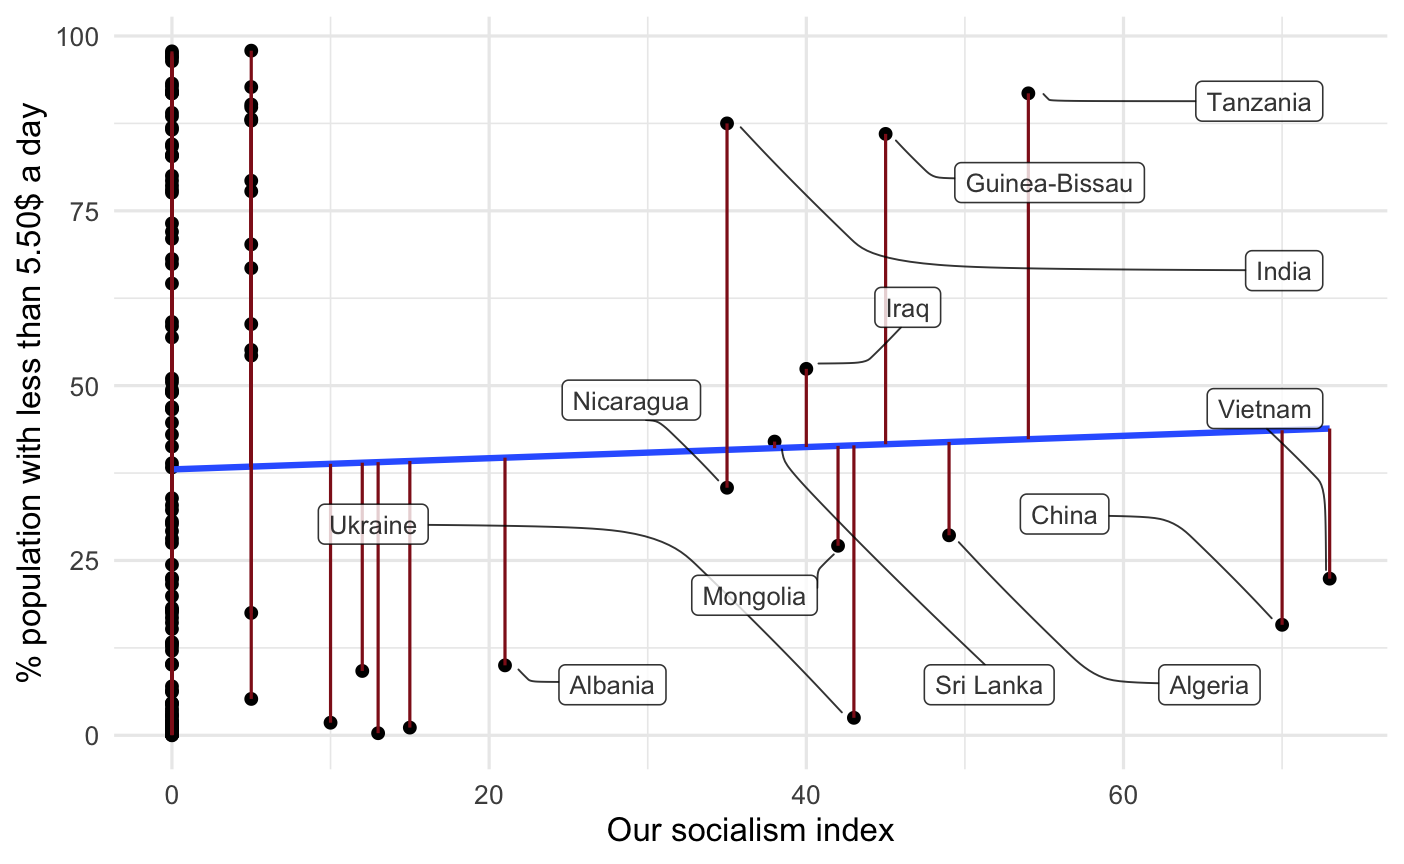 100
75
50
25
0
% population with less than 5.50$ a day
Tanzania
Guinea-Bissau
India
Iraq
Nicaragua
Vietnam
China
Ukraine
Mongolia
Albania
Sri Lanka
Algeria
0
20
40
60
Our socialism index